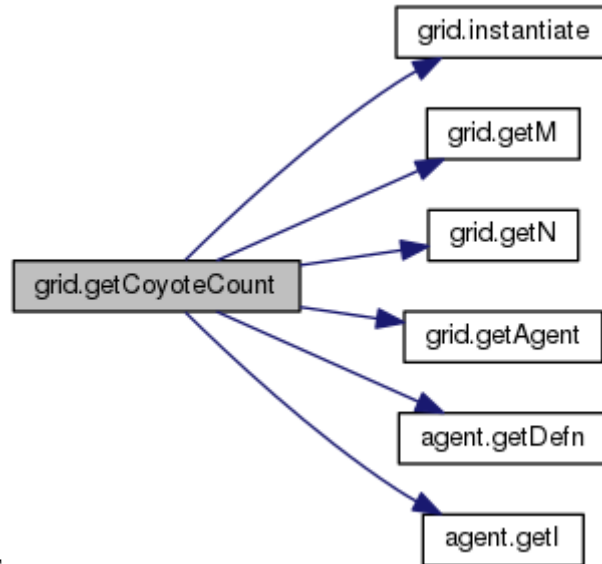 grid.instantiate
grid.getM
grid.getN
grid.getCoyoteCount
grid.getAgent
agent.getDefn
agent.getI